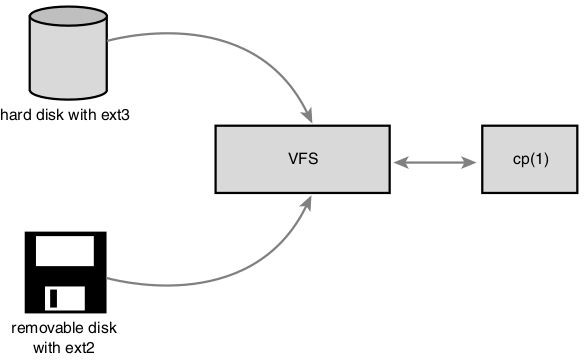 hard disk with ext3
VFS
cp(1)
removable disk
with ext2